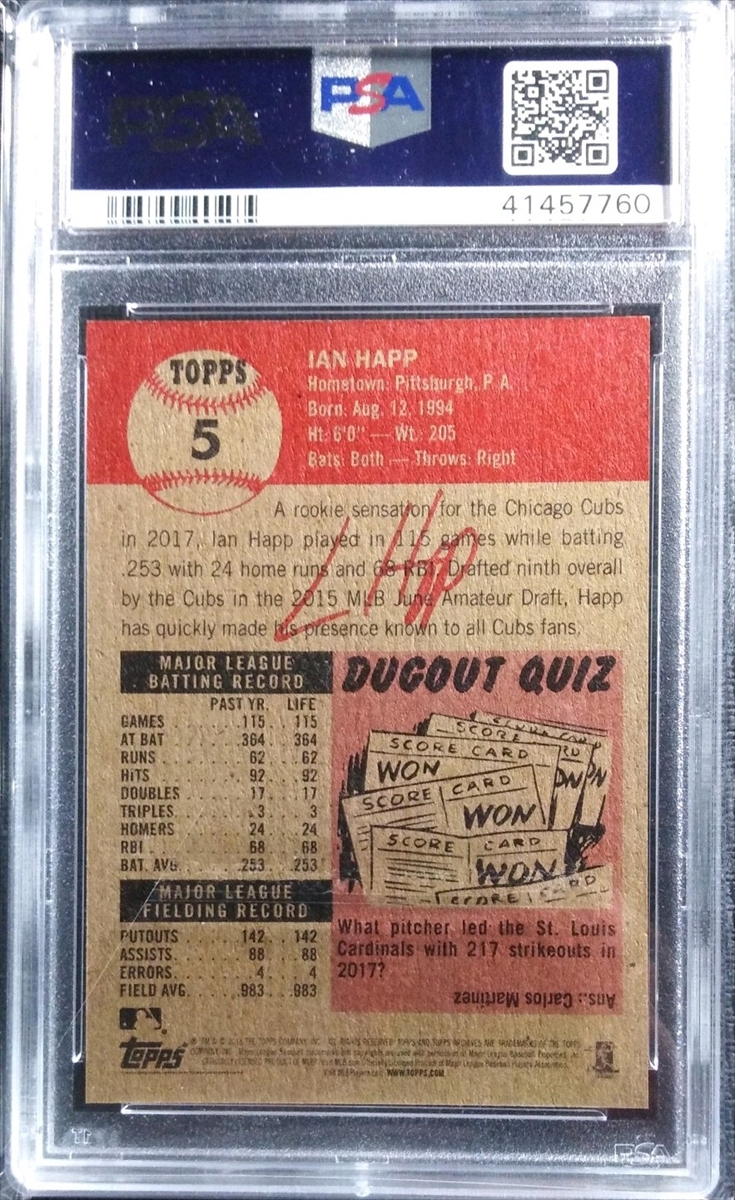 PSA
PSA
41457760
TOPPS
5
IAN HAPP
Hometown: Pittsburgh, P.A.
Born: Aug. 12, 1994
Ht: 6'0" — Wt.: 205
Bats: Both — Throws: Right
A rookie sensation for the Chicago Cubs
in 2017, Ian Happ played in 115 games while batting
.253 with 24 home runs and 68 RBI. Drafted ninth overall
by the Cubs in the 2015 MLB June Amateur Draft, Happ
has quickly made his presence known to all Cubs fans.
I Happ
MAJOR LEAGUE
BATTING RECORD
PAST YR. LIFE
GAMES 115 115
AT BAT 364 364
RUNS 62 62
HITS 92 92
DOUBLES 17 17
TRIPLES 3 3
HOMERS 24 24
RBI 68 68
BAT. AVG. .253 .253
MAJOR LEAGUE
FIELDING RECORD
PUTOUTS 142 142
ASSISTS 88 88
ERRORS 4 4
FIELD AVG. .983 .983
DUGOUT QUIZ
SCORE
SCORE CARD
WON
SCORE CARD
WON
SCORE CARD
WON
SCORE CARD
What pitcher led the St. Louis
Cardinals with 217 strikeouts in
2017?
Ans.: Carlos Martinez
Topps
WWW.TOPPS.COM
PSA